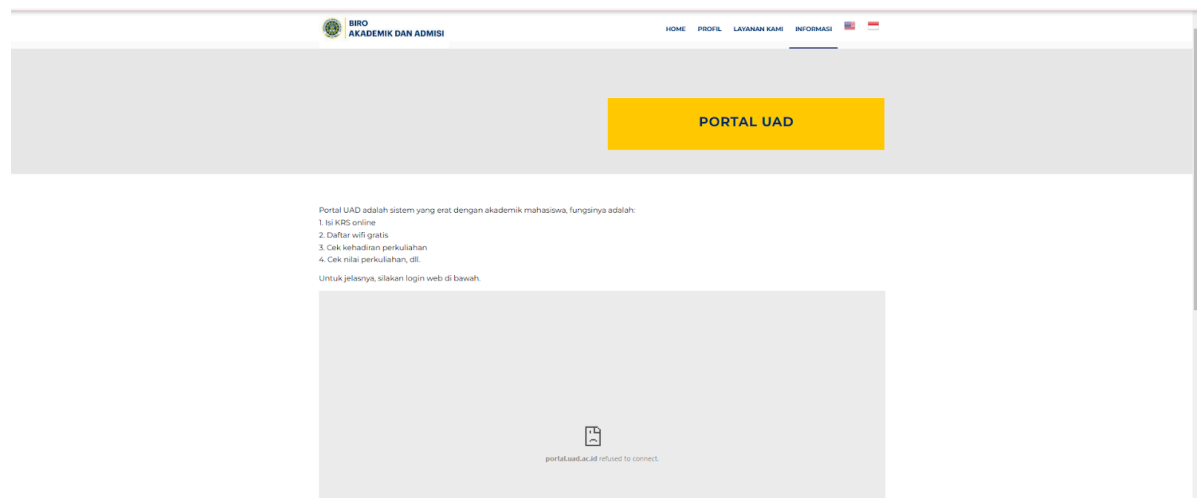 BIRO
AKADEMIK DAN ADMISI
HOME PROFIL LAYANAN KAMI INFORMASI
PORTAL UAD
Portal UAD adalah sistem yang erat dengan akademik mahasiswa, fungsinya adalah:
1. Isi KRS online
2. Daftar wifi gratis
3. Cek kehadiran perkuliahan
4. Cek nilai perkuliahan, dll.
Untuk jelasnya, silakan login web di bawah.
portal.uad.ac.id refused to connect.